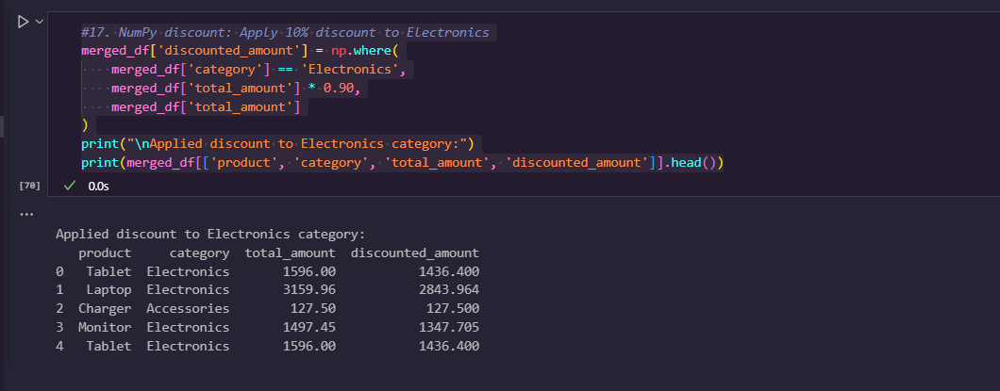 #17. NumPy discount: Apply 10% discount to Electronics
merged_df['discounted_amount'] = np.where(
    merged_df['category'] == 'Electronics',
    merged_df['total_amount'] * 0.90,
    merged_df['total_amount']
)
print("\nApplied discount to Electronics category:")
print(merged_df[['product', 'category', 'total_amount', 'discounted_amount']].head())
[70] ✓ 0.0s
...
Applied discount to Electronics category:
   product     category  total_amount  discounted_amount
0   Tablet  Electronics       1596.00           1436.400
1   Laptop  Electronics       3159.96           2843.964
2  Charger  Accessories        127.50            127.500
3  Monitor  Electronics       1497.45           1347.705
4   Tablet  Electronics       1596.00           1436.400